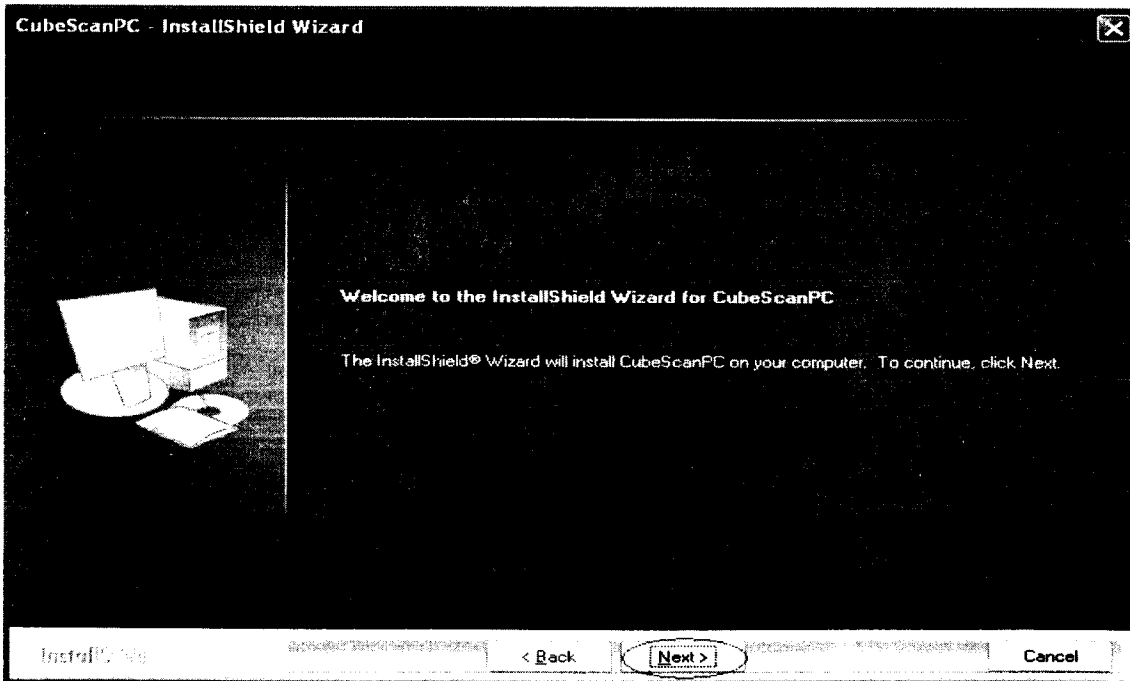 CubeScanPC - InstallShield Wizard
Welcome to the InstallShield Wizard for CubeScanPC
The InstallShield® Wizard will install CubeScanPC on your computer. To continue, click Next.
< Back
Next >
Cancel